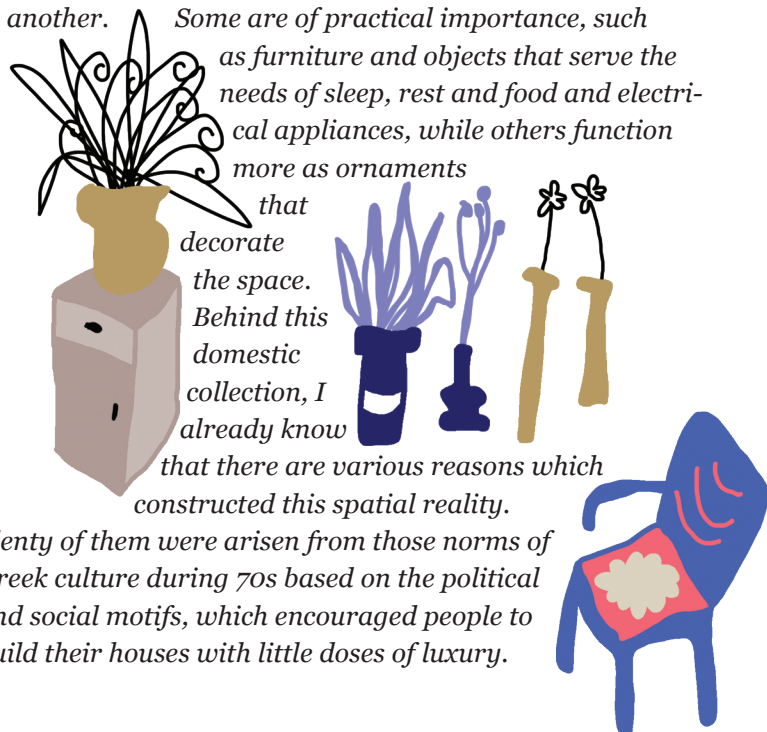 another. Some are of practical importance, such
as furniture and objects that serve the
needs of sleep, rest and food and electri-
cal appliances, while others function
more as ornaments
that
decorate
the space.
Behind this
domestic
collection, I
already know
that there are various reasons which
constructed this spatial reality.
lenty of them were arisen from those norms of
reek culture during 70s based on the political
nd social motifs, which encouraged people to
uild their houses with little doses of luxury.